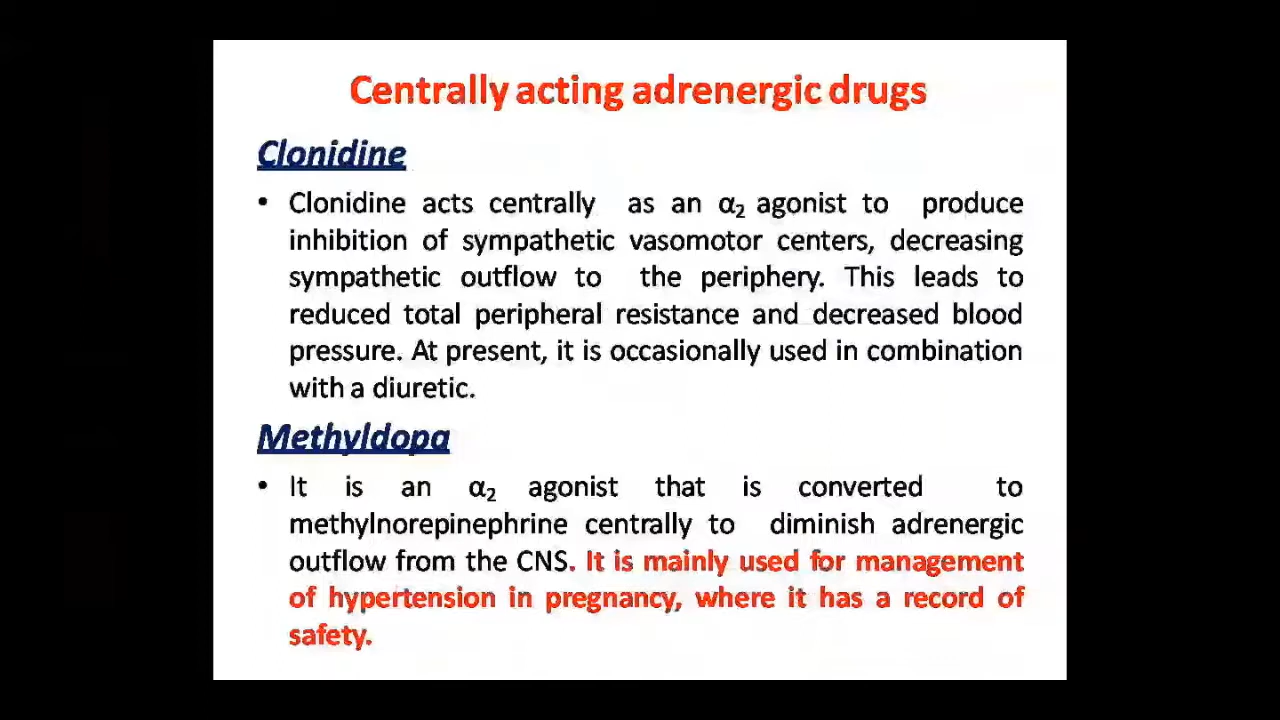 Centrally acting adrenergic drugs
Clonidine
• Clonidine acts centrally as an α₂ agonist to produce
inhibition of sympathetic vasomotor centers, decreasing
sympathetic outflow to the periphery. This leads to
reduced total peripheral resistance and decreased blood
pressure. At present, it is occasionally used in combination
with a diuretic.
Methyldopa
• It is an α₂ agonist that is converted to
methylnorepinephrine centrally to diminish adrenergic
outflow from the CNS. It is mainly used for management
of hypertension in pregnancy, where it has a record of
safety.